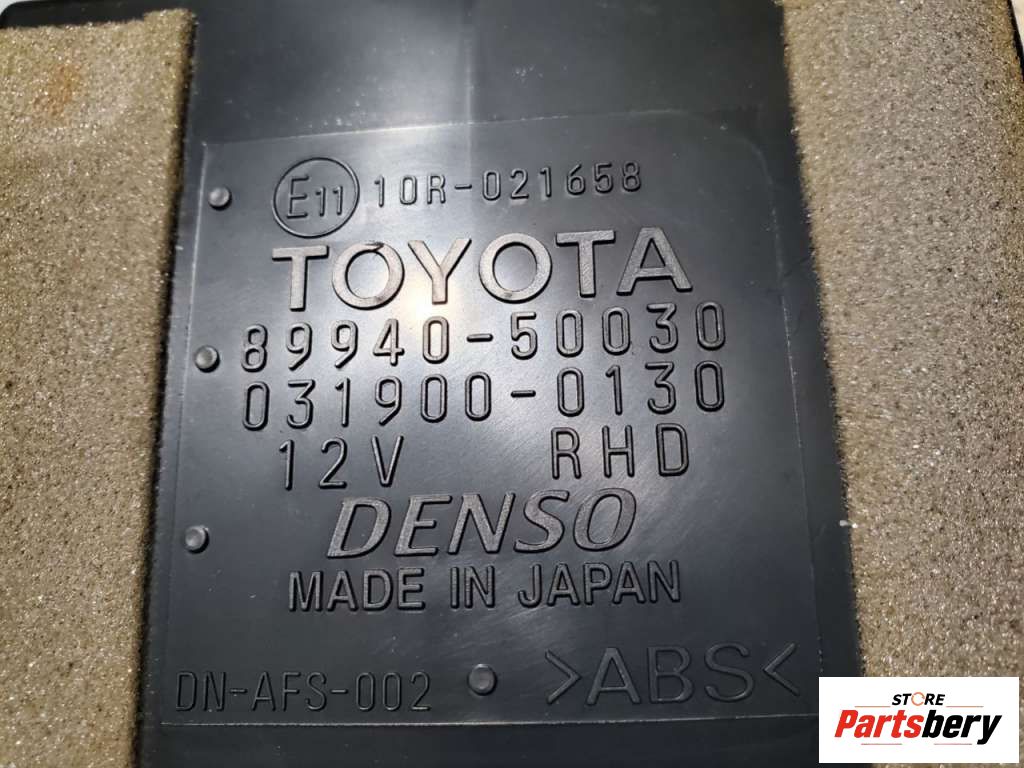 E11 10R-021658
TOYOTA
89940-50030
031900-0130
12V RHD
DENSO
MADE IN JAPAN
DN-AFS-002 >ABS<
STORE
Partsbery